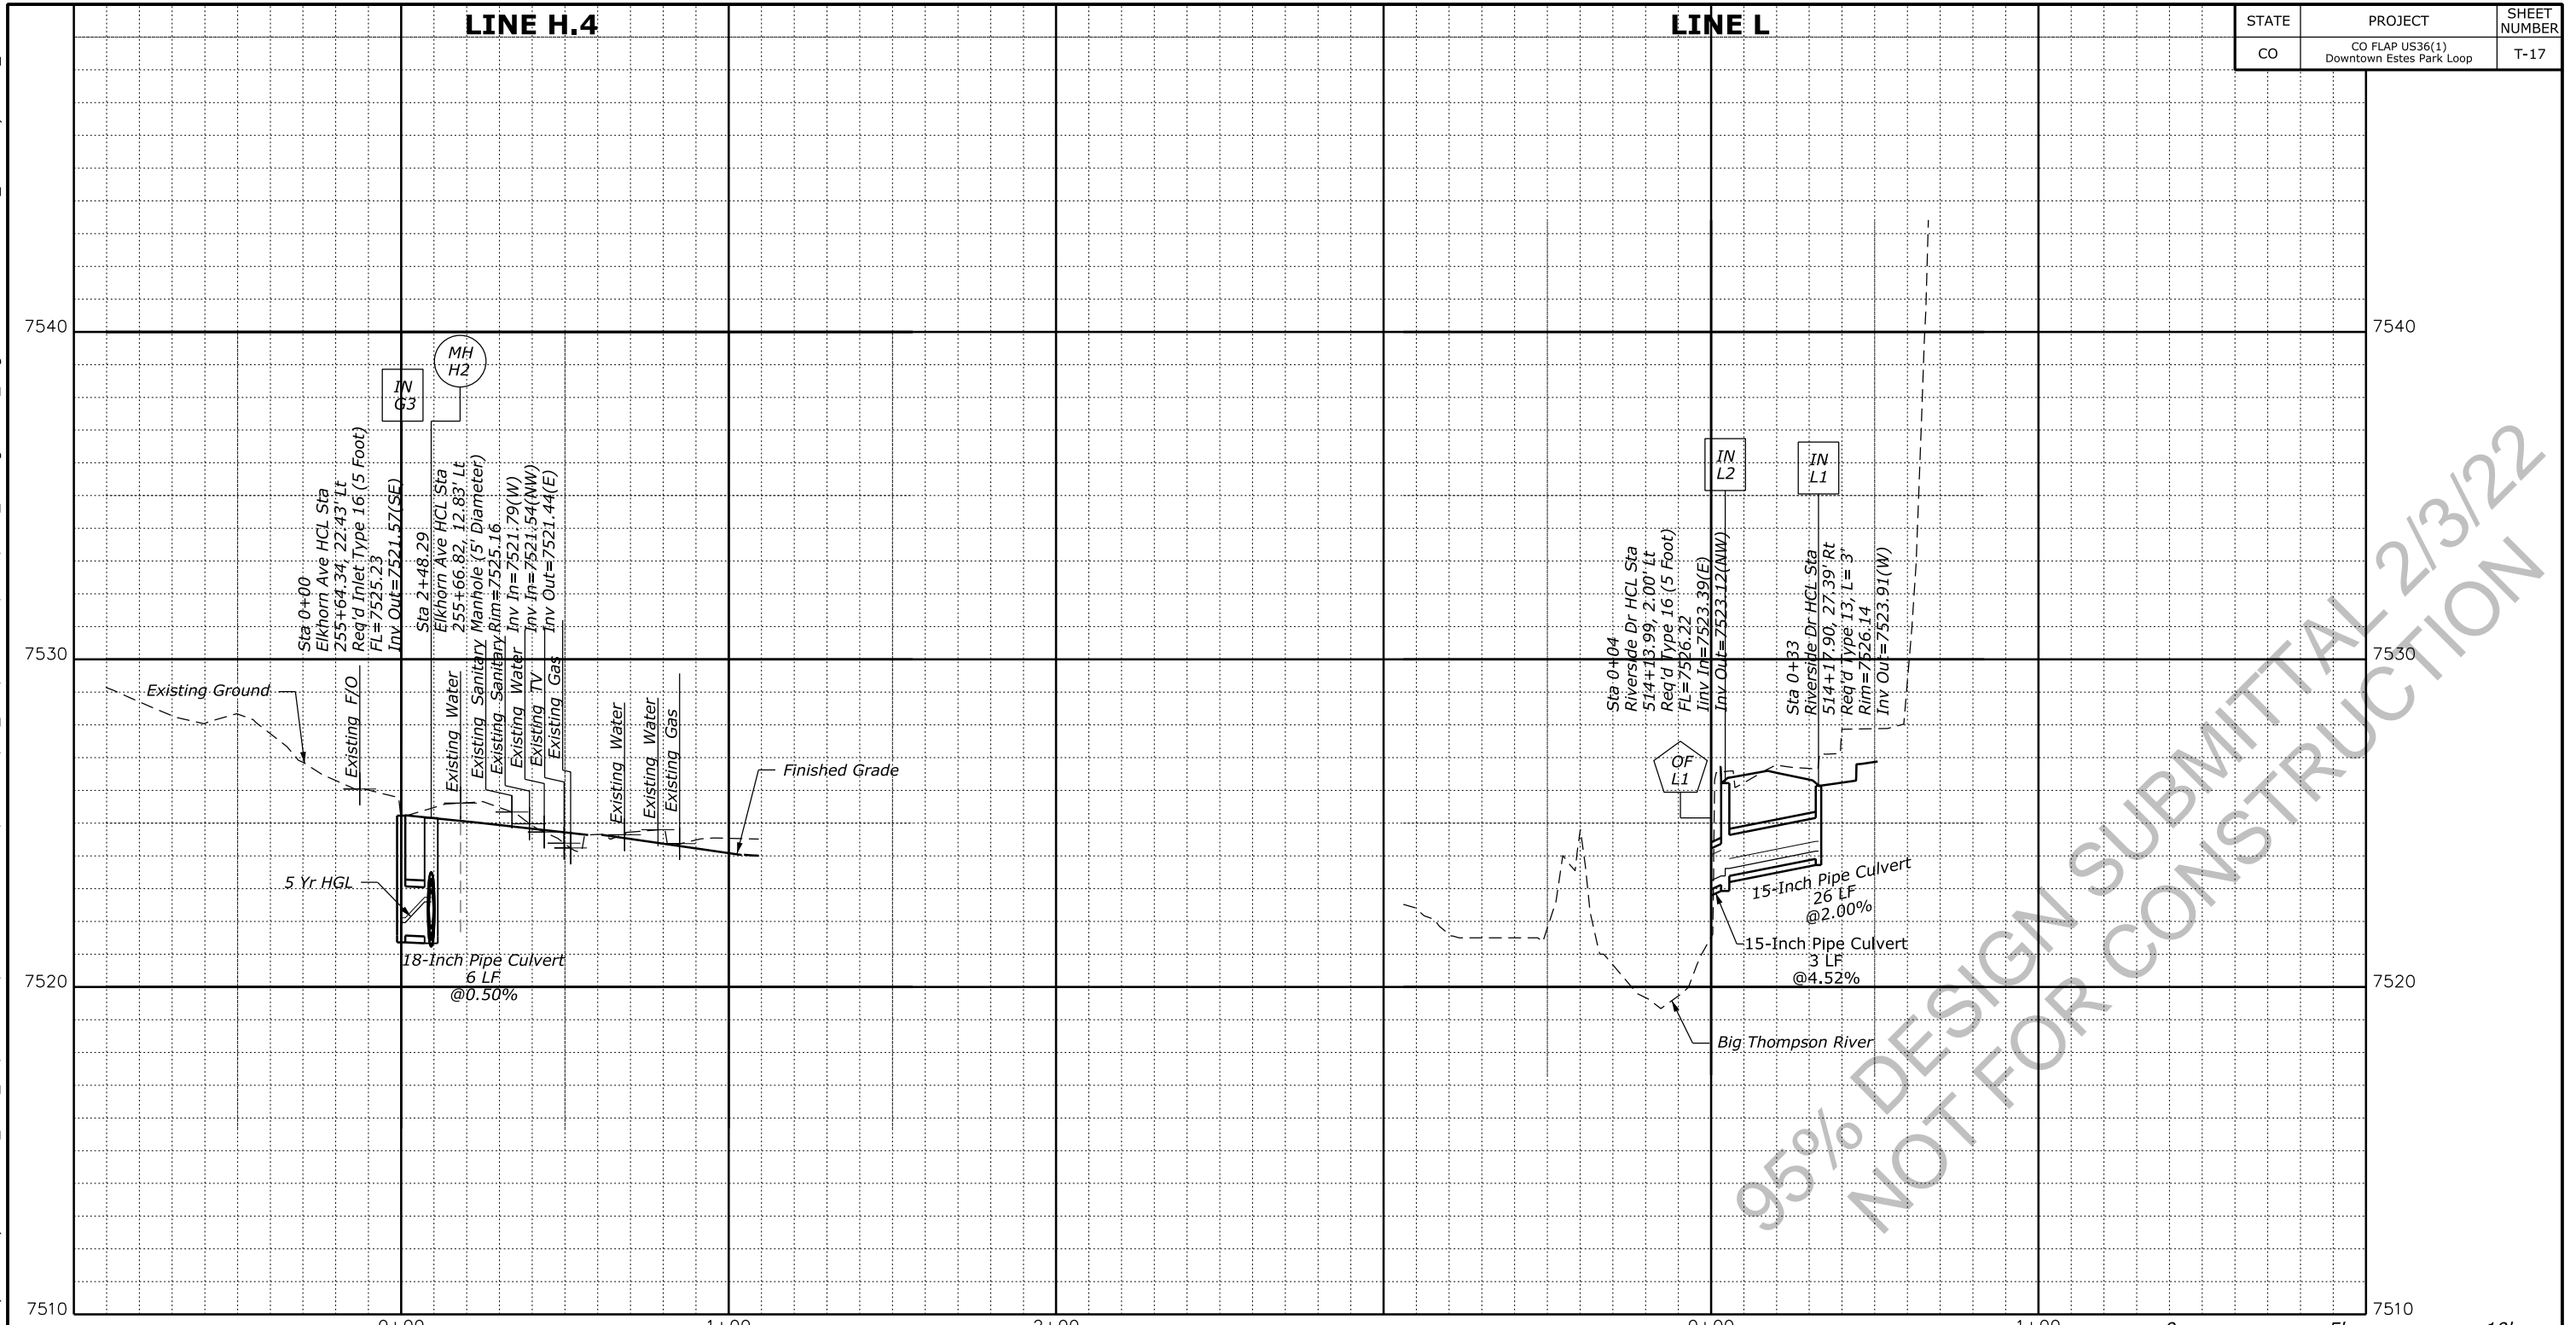 LINE H.4
LINE L
STATE
PROJECT
SHEET
NUMBER
CO
CO FLAP US36(1)
Downtown Estes Park Loop
T-17
7540
7540
MH
H2
IN
G3
Sta 0+00
Elkhorn Ave HCL Sta
255+64.34, 22.43' Lt
Req'd Inlet Type 16 (5 Foot)
FL=7525.23
Inv Out=7521.57(SE)
Sta 2+48.29
Elkhorn Ave HCL Sta
255+66.82, 12.83' Lt
Manhole (5' Diameter)
Rim=7525.16
Inv In=7521.79(W)
Inv In=7521.54(NW)
Inv Out=7521.44(E)
IN
L2
IN
L1
Sta 0+04
Riverside Dr HCL Sta
514+13.99, 2.00' Lt
Req'd Type 16 (5 Foot)
FL=7526.22
Iinv In=7523.39(E)
Inv Out=7523.12(NW)
Sta 0+33
Riverside Dr HCL Sta
514+17.90, 27.39' Rt
Req'd Type 13, L= 3'
Rim=7526.14
Inv Out=7523.91(W)
7530
7530
Existing Ground
Existing F/O
Existing Water
Existing Sanitary
Existing Sanitary
Existing Water
Existing TV
Existing Gas
Existing Water
Existing Water
Existing Gas
Finished Grade
OF
L1
5 Yr HGL
18-Inch Pipe Culvert
6 LF
@0.50%
15-Inch Pipe Culvert
26 LF
@2.00%
15-Inch Pipe Culvert
3 LF
@4.52%
7520
7520
Big Thompson River
95% DESIGN SUBMITTAL 2/3/22
NOT FOR CONSTRUCTION
7510
7510